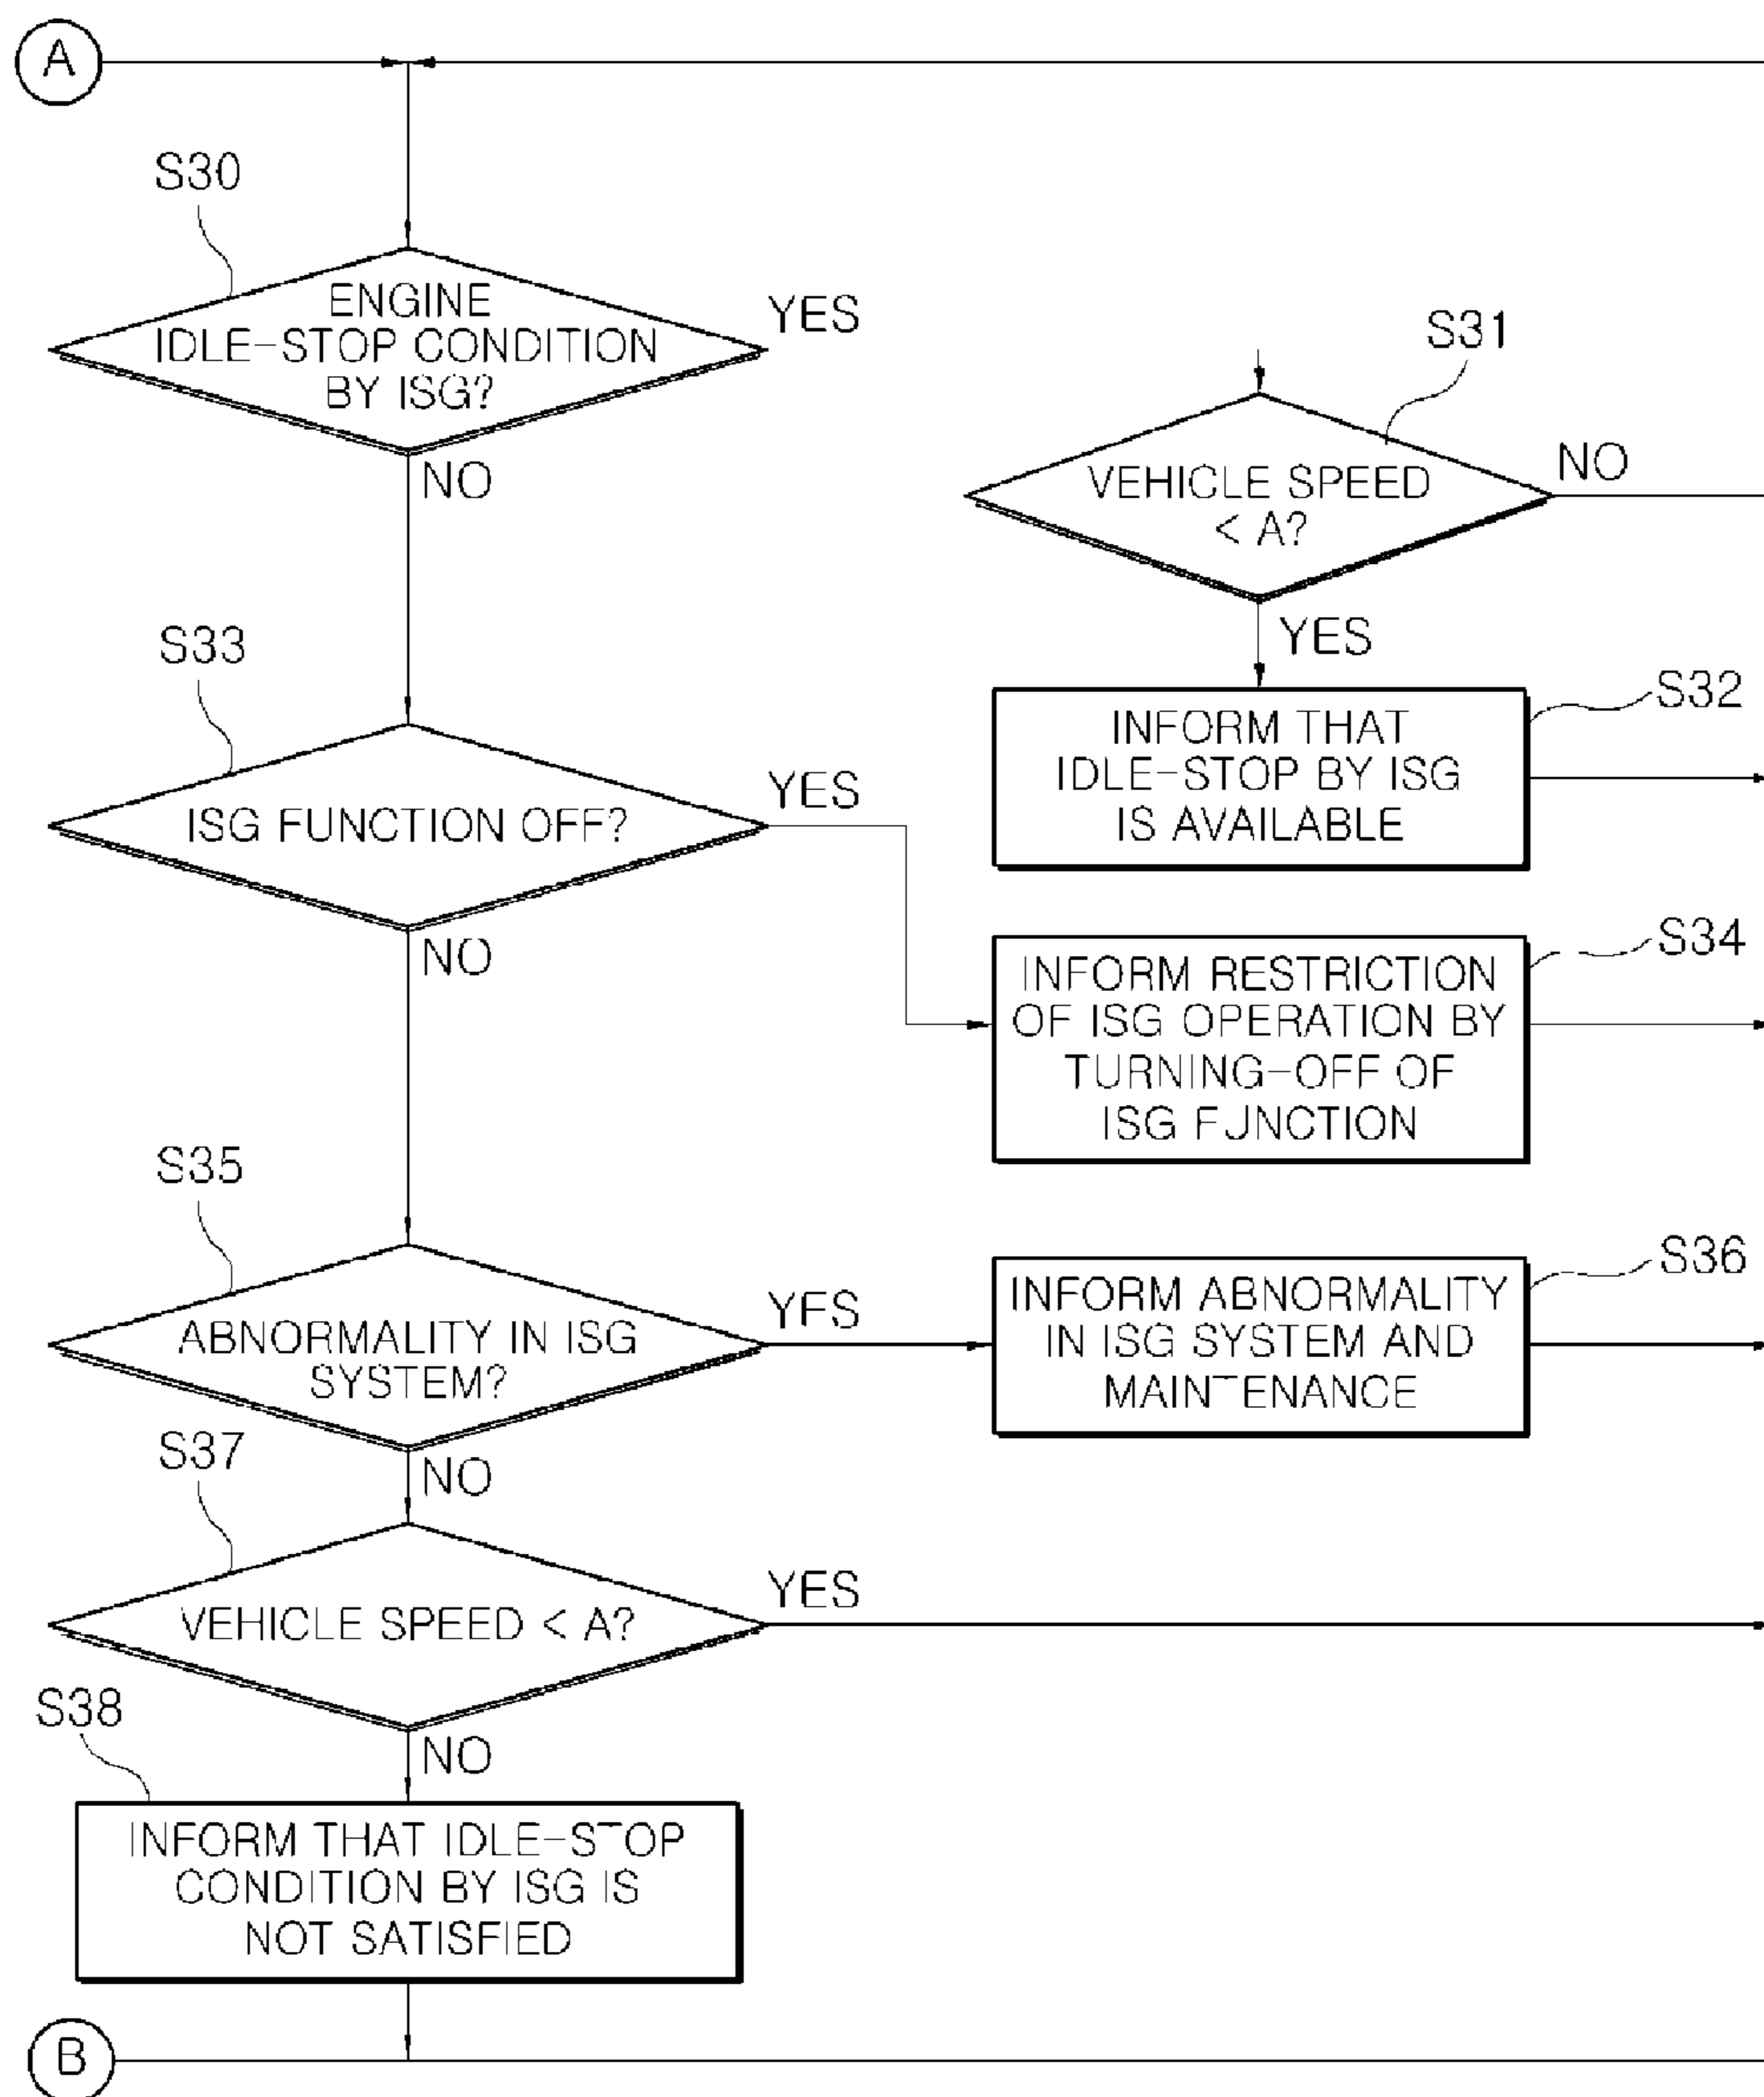 A
S30
ENGINE
IDLE-STOP CONDITION
BY ISG?
YES
NO
S31
VEHICLE SPEED
< A?
NO
YES
S32
INFORM THAT
IDLE-STOP BY ISG
IS AVAILABLE
S33
ISG FUNCTION OFF?
YES
NO
S34
INFORM RESTRICTION
OF ISG OPERATION BY
TURNING-OFF OF
ISG FUNCTION
S35
ABNORMALITY IN ISG
SYSTEM?
YES
NO
S36
INFORM ABNORMALITY
IN ISG SYSTEM AND
MAINTENANCE
S37
VEHICLE SPEED < A?
YES
NO
S38
INFORM THAT IDLE-STOP
CONDITION BY ISG IS
NOT SATISFIED
B